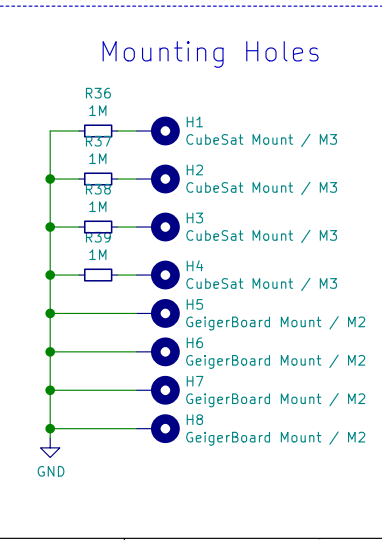 Mounting Holes
R36
1M
H1
CubeSat Mount / M3
R37
1M
H2
CubeSat Mount / M3
R38
1M
H3
CubeSat Mount / M3
R39
1M
H4
CubeSat Mount / M3
H5
GeigerBoard Mount / M2
H6
GeigerBoard Mount / M2
H7
GeigerBoard Mount / M2
H8
GeigerBoard Mount / M2
GND